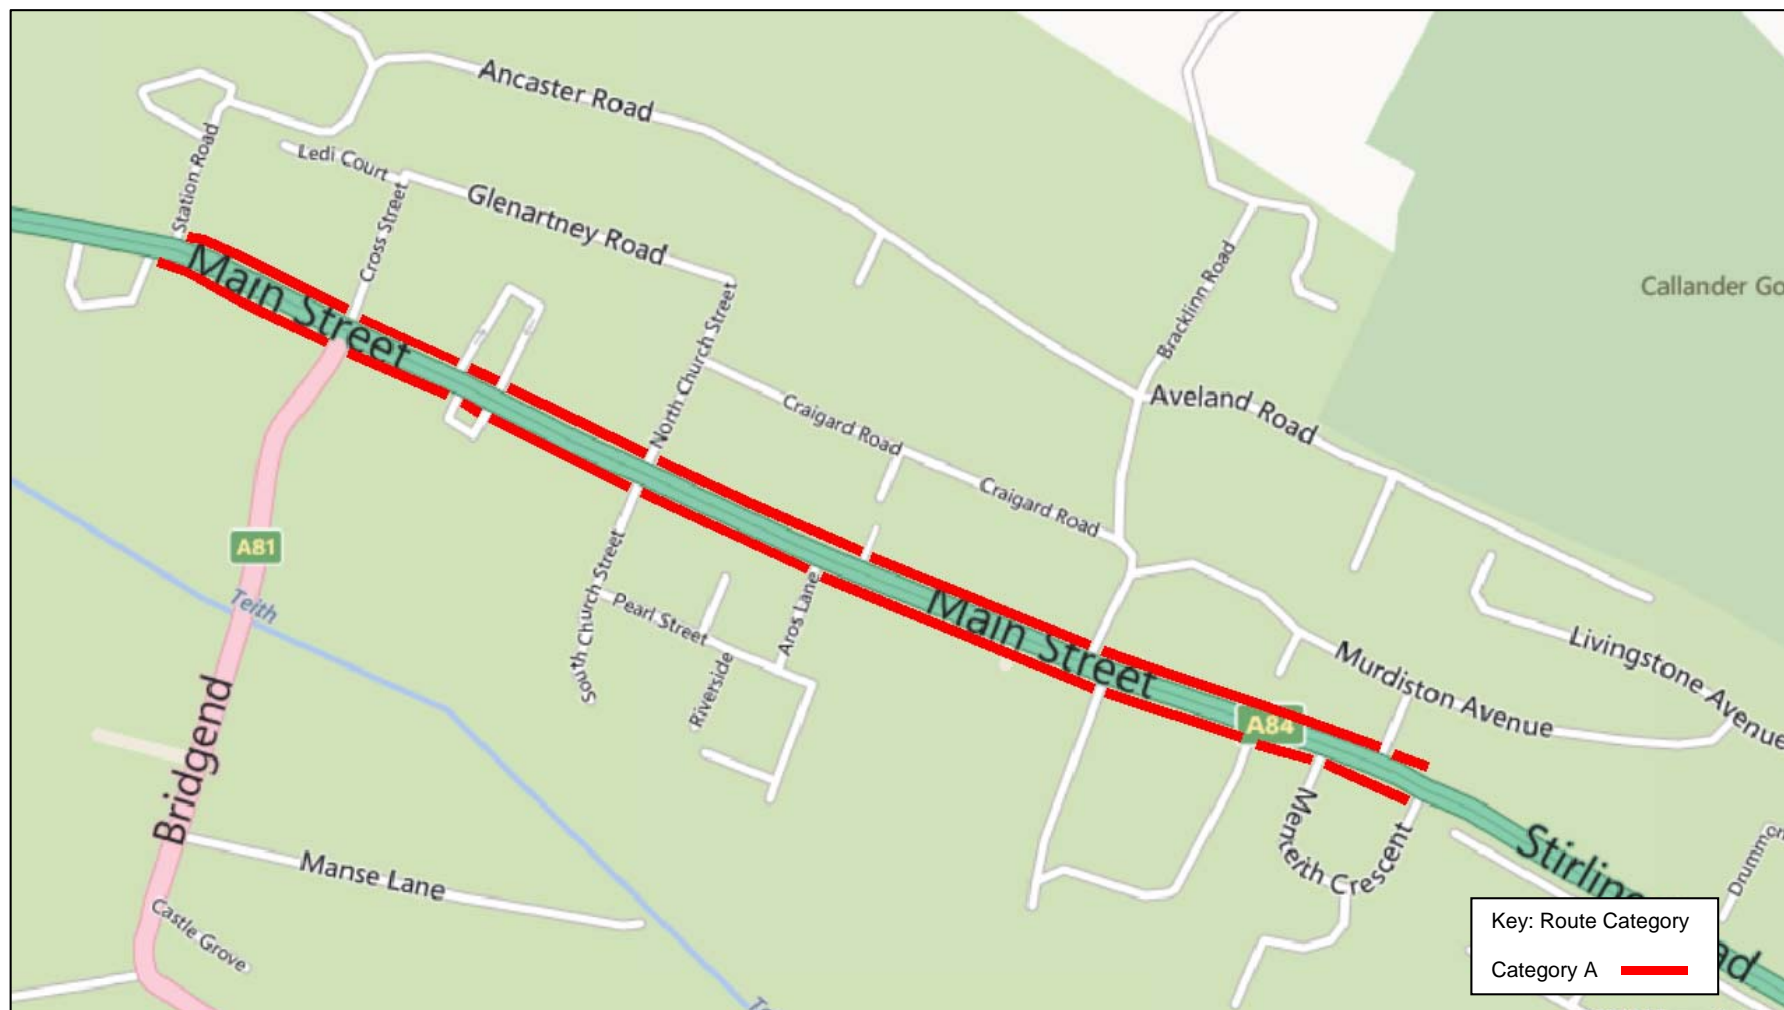 Ancaster Road
Station Road
Ledi Court
Cross Street
Glenartney Road
Main Street
North Church Street
Bracklinn Road
Callander Go
Aveland Road
Craigard Road
Craigard Road
A81
Teith
South Church Street
Pearl Street
Riverside
Aros Lane
Main Street
A84
Murdiston Avenue
Livingstone Avenue
Bridgend
Menteith Crescent
Manse Lane
Castle Grove
Stirling
ad
Key: Route Category
Category A